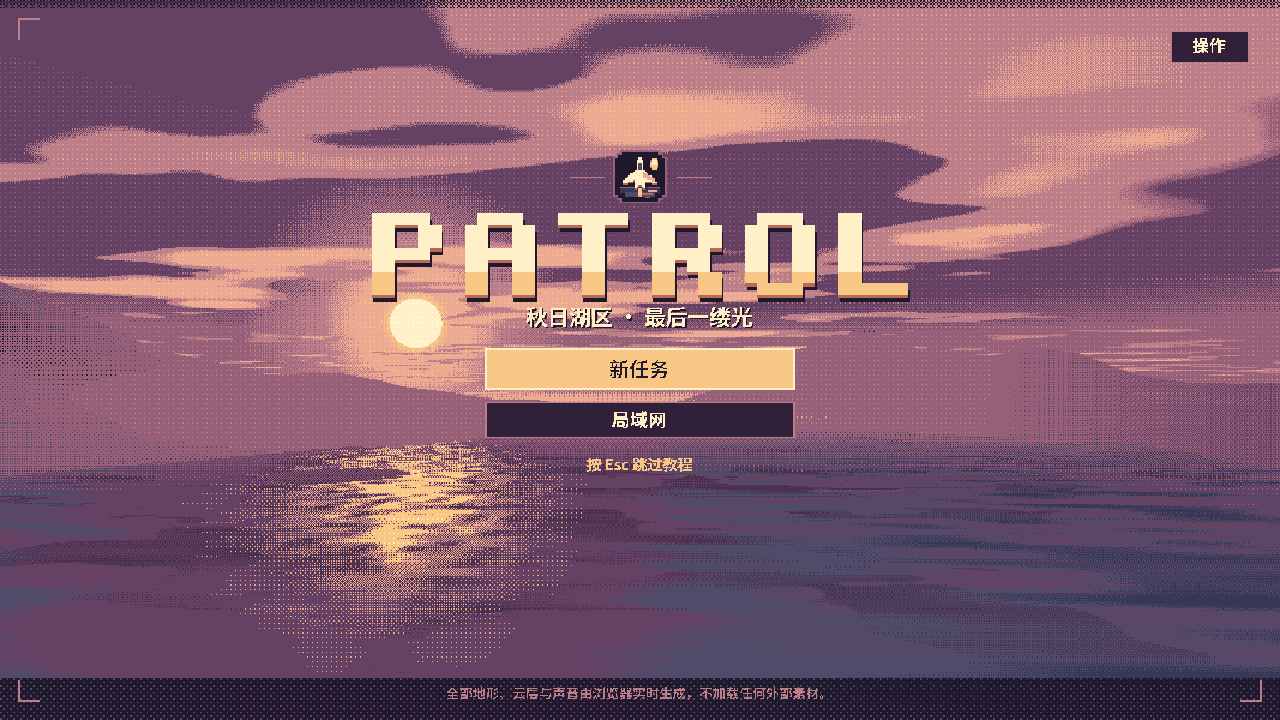 操作
PATROL
秋日湖区 · 最后一缕光
新任务
局域网
按 Esc 跳过教程
全部地形、云层与声音由浏览器实时生成，不加载任何外部素材。